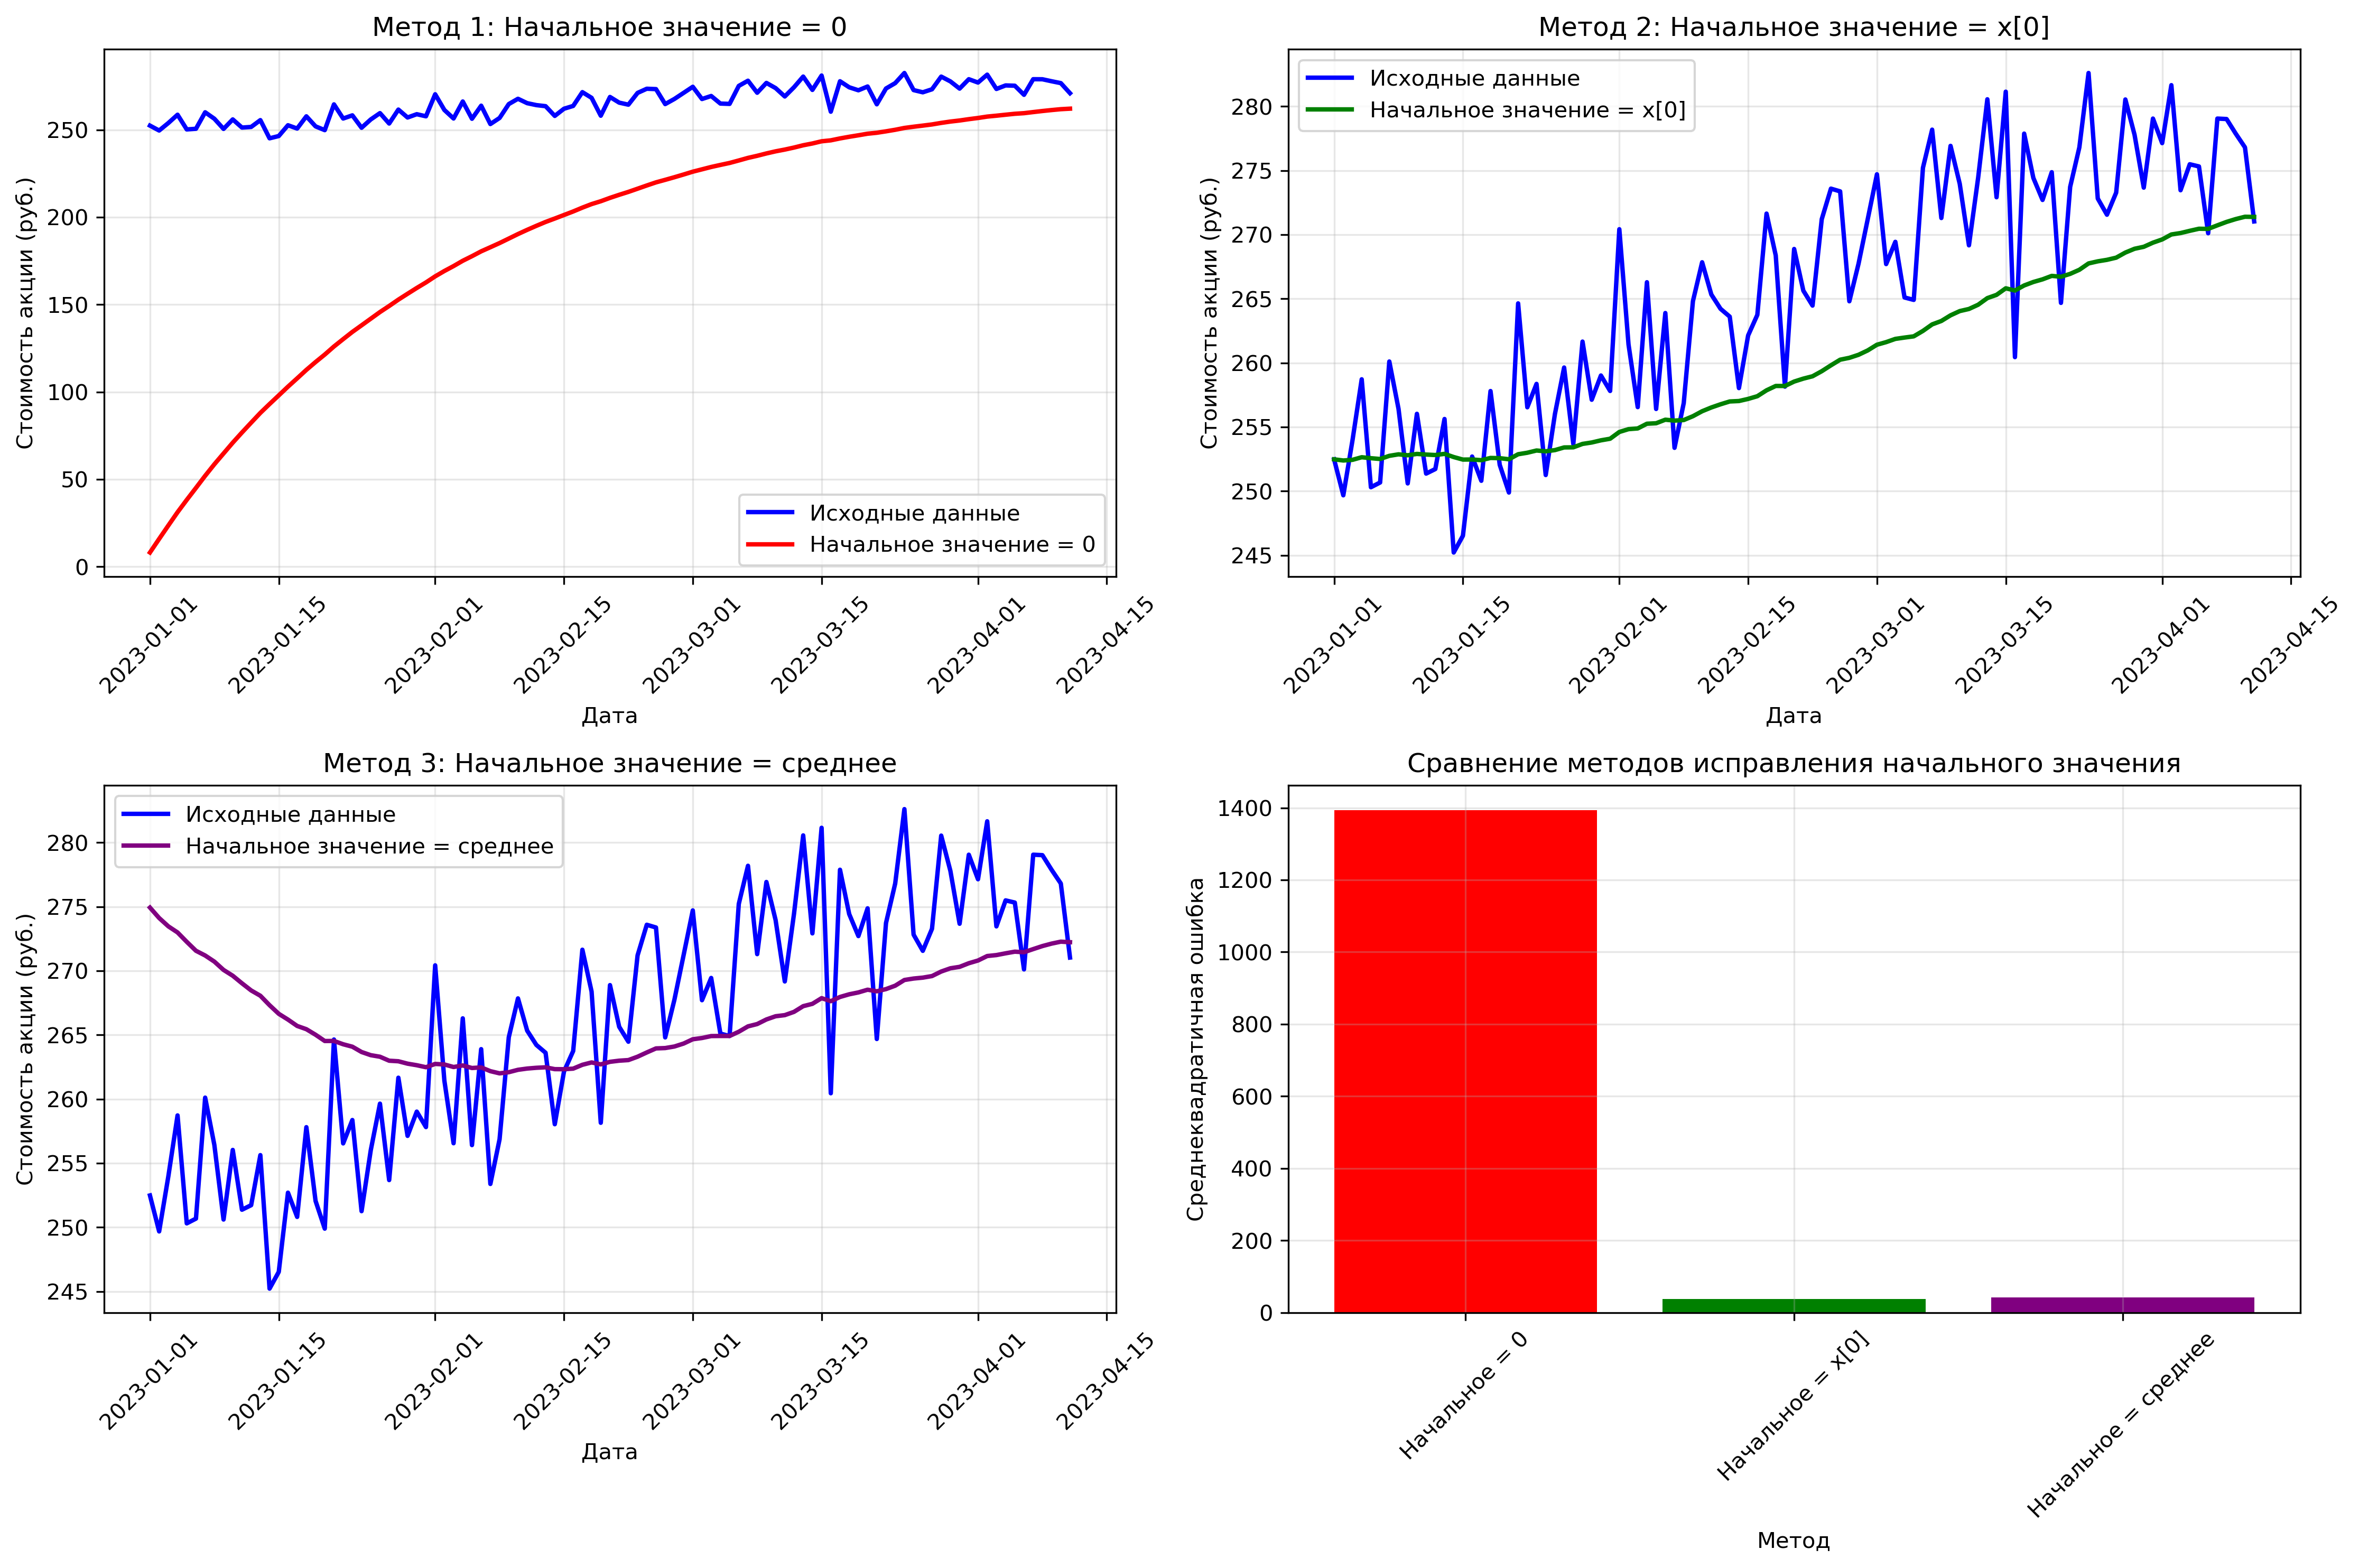 Метод 1: Начальное значение = 0
Стоимость акции (руб.)
250
200
150
100
50
0
Исходные данные
Начальное значение = 0
2023-01-01
2023-01-15
2023-02-01
2023-02-15
2023-03-01
2023-03-15
2023-04-01
2023-04-15
Дата
Метод 2: Начальное значение = x[0]
Стоимость акции (руб.)
280
275
270
265
260
255
250
245
Исходные данные
Начальное значение = x[0]
2023-01-01
2023-01-15
2023-02-01
2023-02-15
2023-03-01
2023-03-15
2023-04-01
2023-04-15
Дата
Метод 3: Начальное значение = среднее
Стоимость акции (руб.)
280
275
270
265
260
255
250
245
Исходные данные
Начальное значение = среднее
2023-01-01
2023-01-15
2023-02-01
2023-02-15
2023-03-01
2023-03-15
2023-04-01
2023-04-15
Дата
Сравнение методов исправления начального значения
Среднеквадратичная ошибка
1400
1200
1000
800
600
400
200
0
Начальное = 0
Начальное = x[0]
Начальное = среднее
Метод